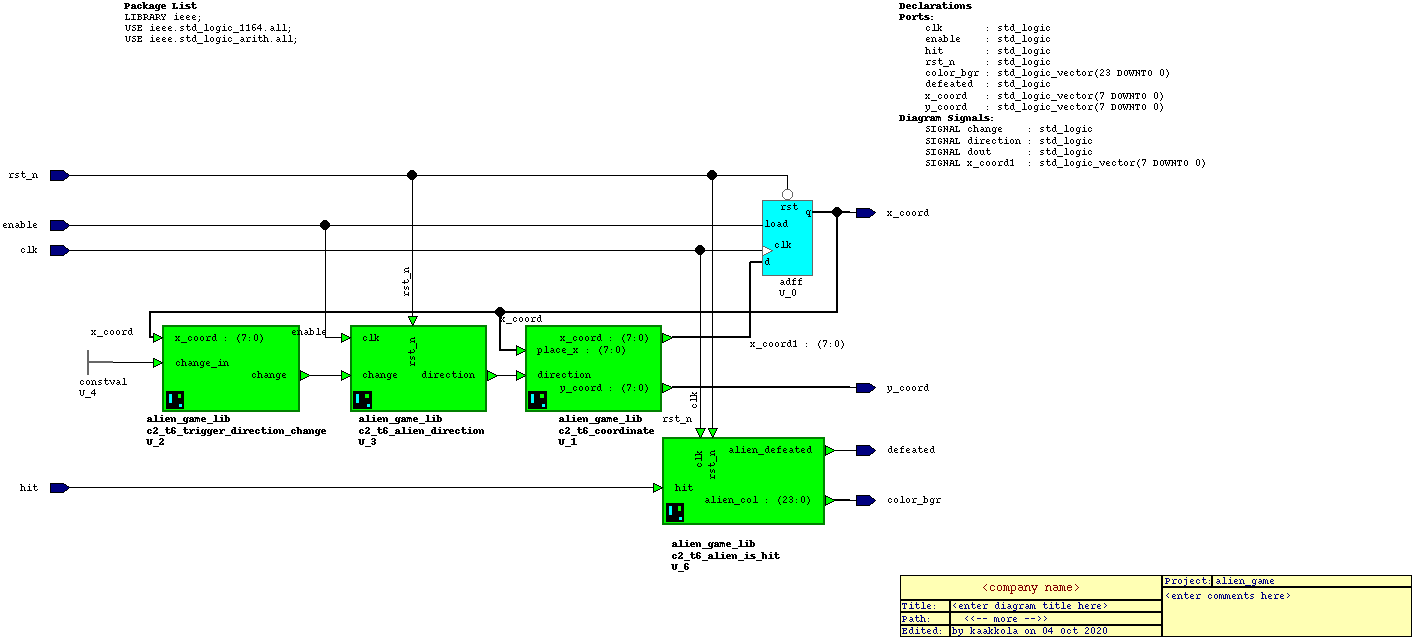 Package List
LIBRARY ieee;
USE ieee.std_logic_1164.all;
USE ieee.std_logic_arith.all;
Declarations
Ports:
clk : std_logic
enable : std_logic
hit : std_logic
rst_n : std_logic
color_bgr : std_logic_vector(23 DOWNTO 0)
defeated : std_logic
x_coord : std_logic_vector(7 DOWNTO 0)
y_coord : std_logic_vector(7 DOWNTO 0)
Diagram Signals:
SIGNAL change : std_logic
SIGNAL direction : std_logic
SIGNAL dout : std_logic
SIGNAL x_coord1 : std_logic_vector(7 DOWNTO 0)
rst_n
enable
clk
rst
q
load
clk
d
adff
U_0
x_coord
rst_n
x_coord
enable
x_coord
x_coord1 : (7:0)
x_coord : (7:0)
change_in
change
constval
U_4
alien_game_lib
c2_t6_trigger_direction_change
U_2
clk
rst_n
change
direction
alien_game_lib
c2_t6_alien_direction
U_3
x_coord : (7:0)
place_x : (7:0)
direction
y_coord : (7:0)
alien_game_lib
c2_t6_coordinate
U_1
y_coord
clk
rst_n
hit
clk
rst_n
alien_defeated
hit
alien_col : (23:0)
defeated
color_bgr
alien_game_lib
c2_t6_alien_is_hit
U_6
<company name>
Project: alien_game
<enter comments here>
Title: <enter diagram title here>
Path: <<-- more -->>
Edited: by kaakkola on 04 Oct 2020